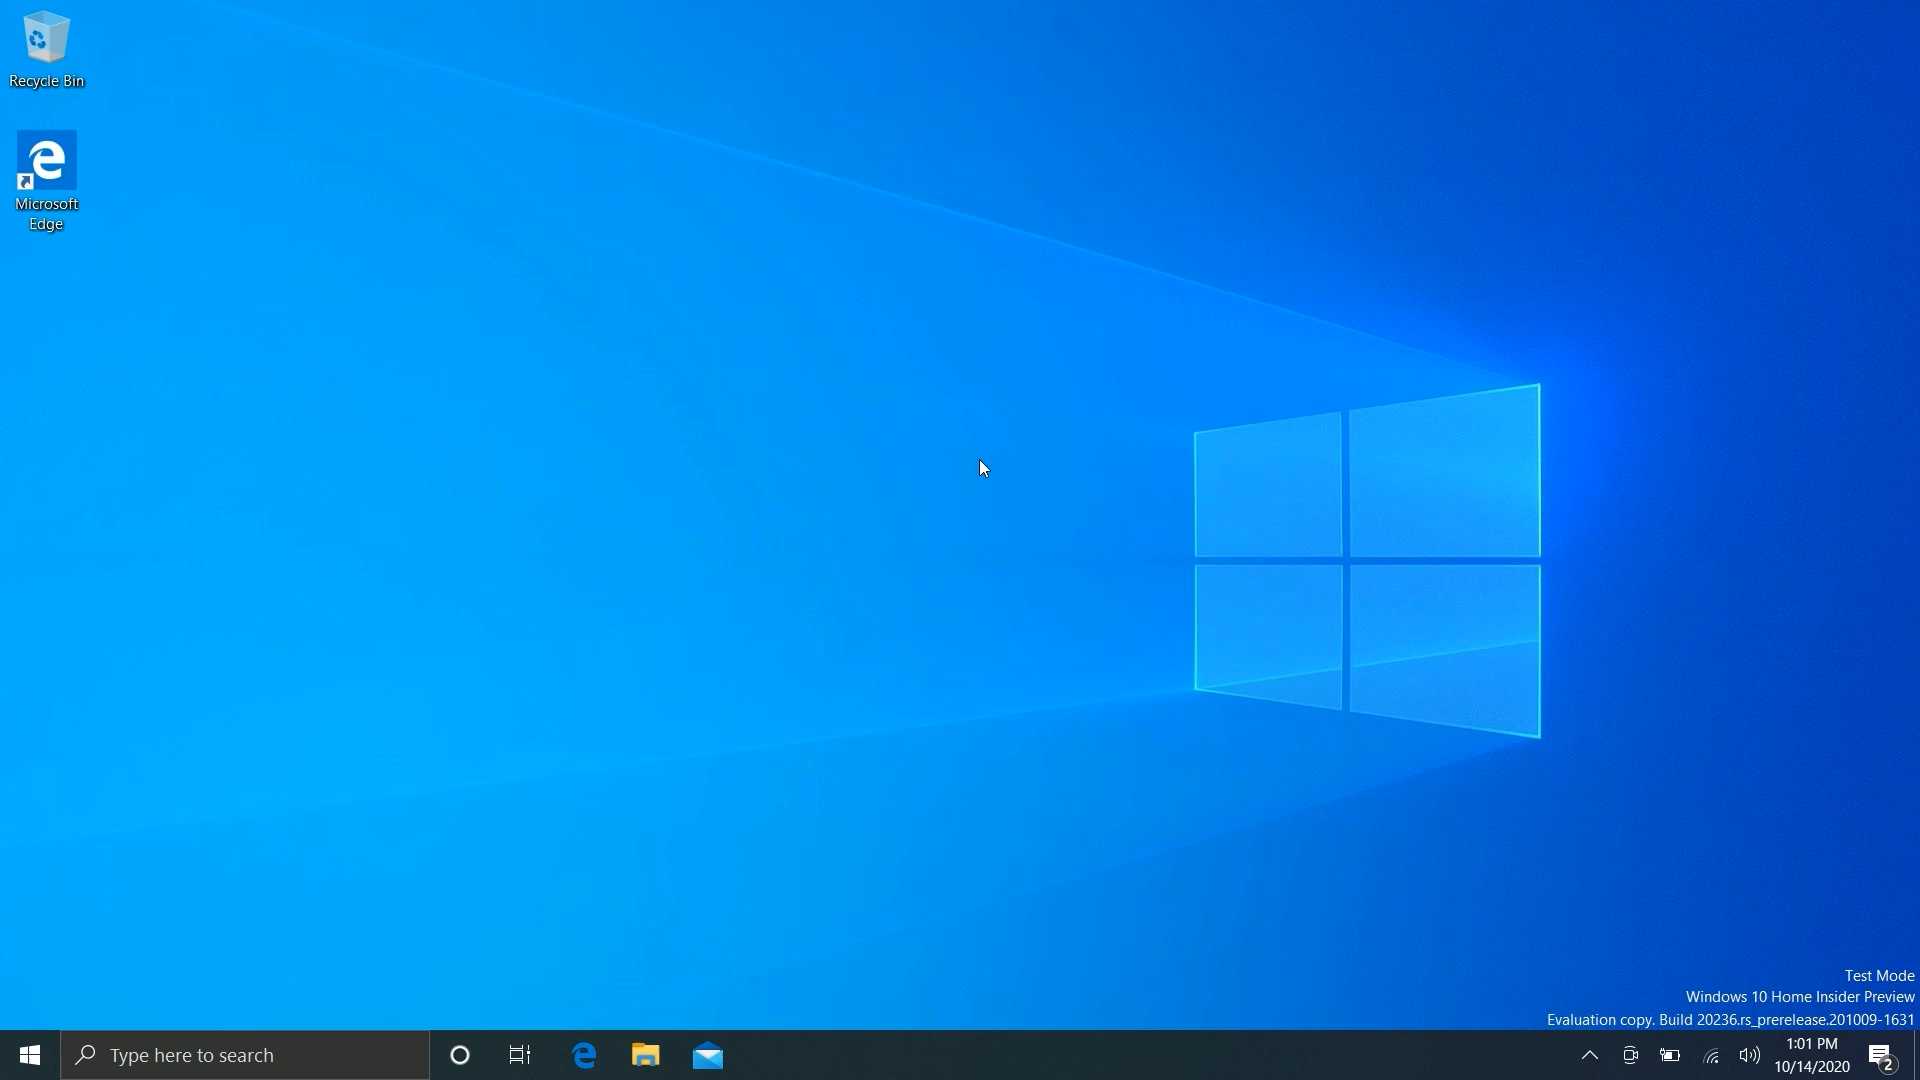 Recycle Bin
Microsoft
Edge
Test Mode
Windows 10 Home Insider Preview
Evaluation copy. Build 20236.rs_prerelease.201009-1631
Type here to search
1:01 PM
10/14/2020
2